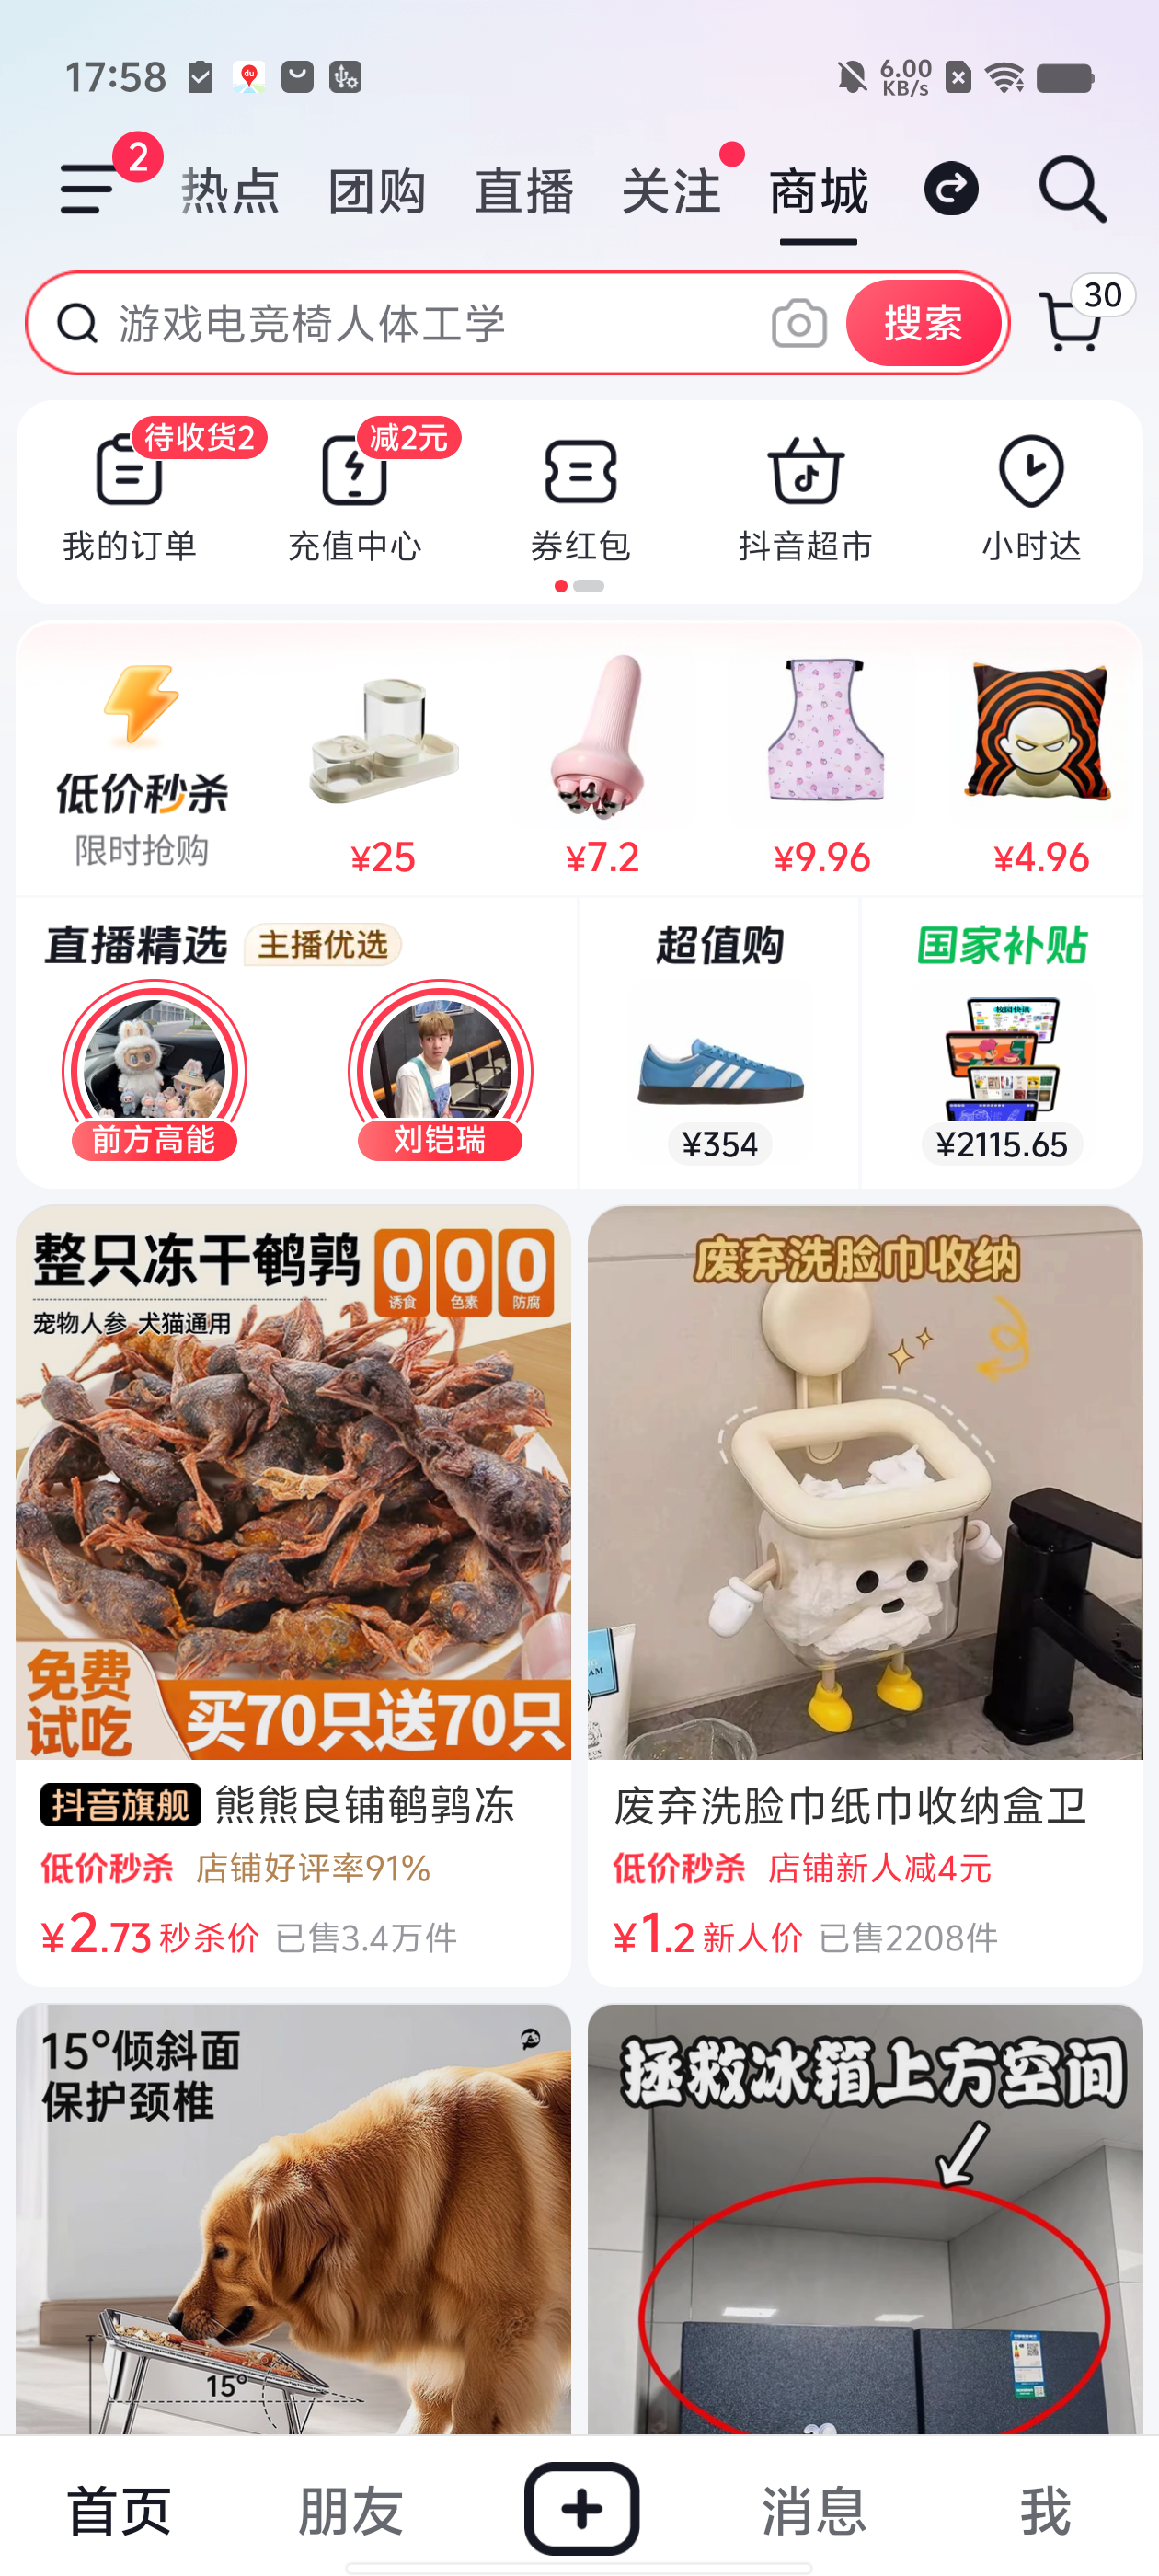 17:58
6.00
KB/s
2
热点 团购 直播 关注 商城
游戏电竞椅人体工学 搜索 30
待收货2 减2元
我的订单 充值中心 券红包 抖音超市 小时达
低价秒杀
限时抢购
¥25 ¥7.2 ¥9.96 ¥4.96
直播精选 主播优选 超值购 国家补贴
前方高能 刘铠瑞 ¥354 ¥2115.65
整只冻干鹌鹑 0 0 0
诱食 色素 防腐
宠物人参 犬猫通用
免费
试吃
买70只送70只
抖音旗舰 熊熊良铺鹌鹑冻
低价秒杀 店铺好评率91%
¥2.73 秒杀价 已售3.4万件
废弃洗脸巾收纳
废弃洗脸巾纸巾收纳盒卫
低价秒杀 店铺新人减4元
¥1.2 新人价 已售2208件
15°倾斜面
保护颈椎
15°
拯救冰箱上方空间
首页 朋友 消息 我